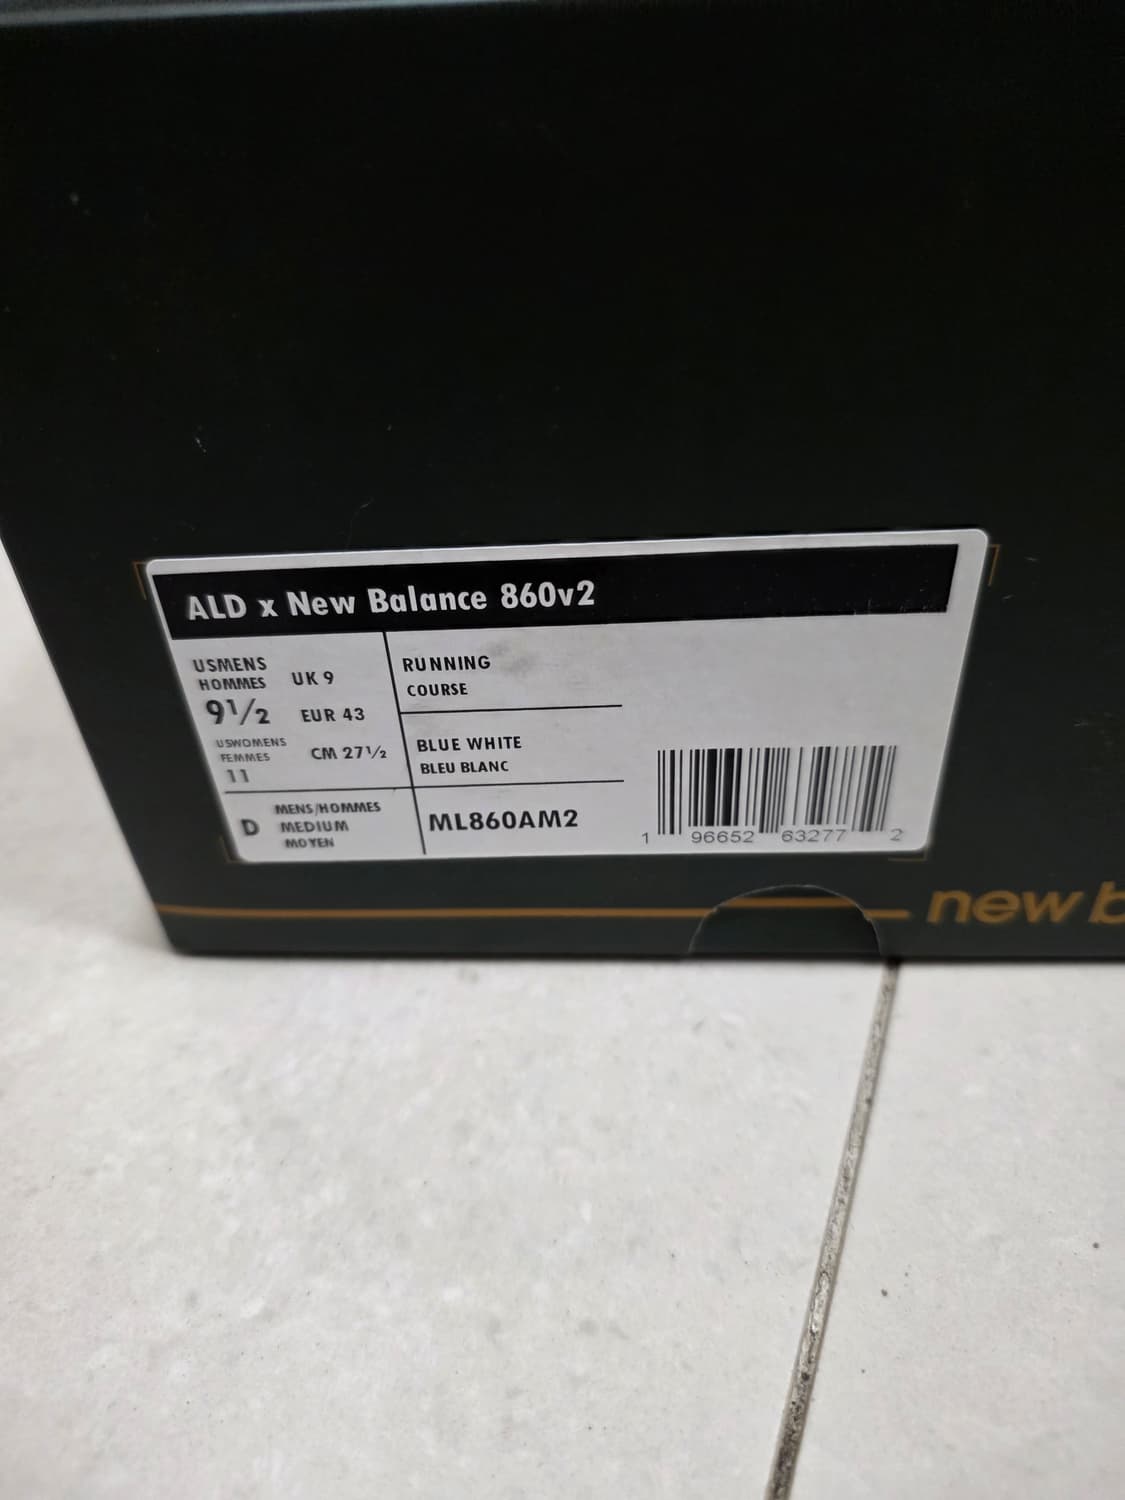 ALD x New Balance 860v2
USMENS
HOMMES
9½
UK 9
EUR 43
USWOMENS
FEMMES
11
CM 27½
D
MENS/HOMMES
MEDIUM
MOYEN
RUNNING
COURSE
BLUE WHITE
BLEU BLANC
ML860AM2
1 96652 63277 2
new b